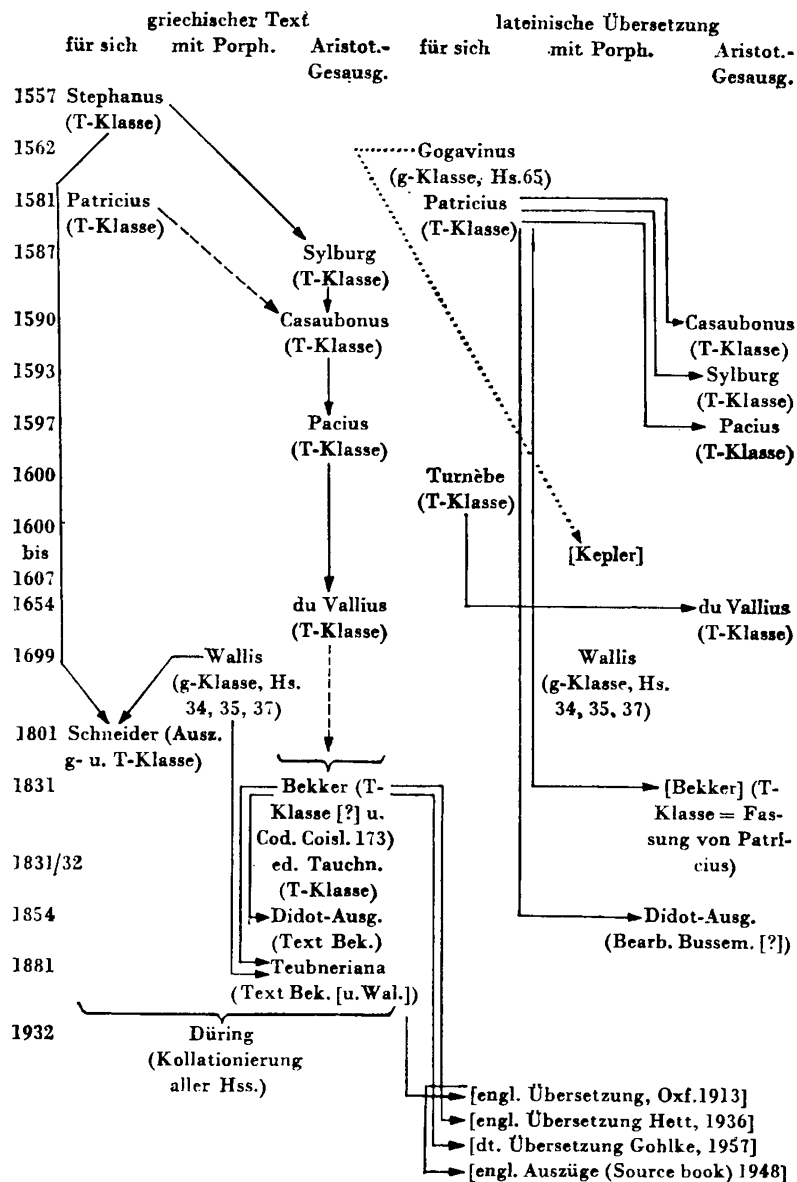 griechischer Text lateinische Übersetzung
für sich mit Porph. Aristot.- für sich mit Porph. Aristot.-
Gesausg. Gesausg.
1557 Stephanus
(T-Klasse)
1562 Gogavinus
(g-Klasse, Hs.65)
1581 Patricius Patricius
(T-Klasse) (T-Klasse)
1587 Sylburg
(T-Klasse)
1590 Casaubonus Casaubonus
(T-Klasse) (T-Klasse)
1593 Sylburg
(T-Klasse)
1597 Pacius Pacius
(T-Klasse) (T-Klasse)
1600 Turnèbe
(T-Klasse)
1600
bis [Kepler]
1607
1654 du Vallius du Vallius
(T-Klasse) (T-Klasse)
1699 Wallis Wallis
(g-Klasse, Hs. (g-Klasse, Hs.
34, 35, 37) 34, 35, 37)
1801 Schneider (Ausz.
g- u. T-Klasse)
1831 Bekker (T- [Bekker] (T-
Klasse [?] u. Klasse = Fas-
Cod. Coisl. 173) sung von Patri-
1831/32 ed. Tauchn. cius)
(T-Klasse)
1854 Didot-Ausg. Didot-Ausg.
(Text Bek.) (Bearb. Bussem. [?])
1881 Teubneriana
(Text Bek. [u. Wal.])
1932 Düring
(Kollationierung
aller Hss.)
[engl. Übersetzung, Oxf.1913]
[engl. Übersetzung Hett, 1936]
[dt. Übersetzung Gohlke, 1957]
[engl. Auszüge (Source book) 1948]